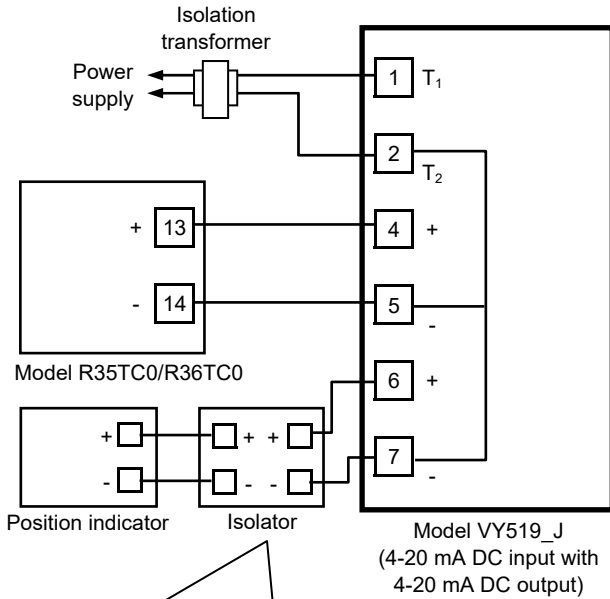 Isolation
transformer
Power
supply
1 T₁
2
T₂
+ 13
4 +
- 14
5
-
Model R35TC0/R36TC0
6 +
+ + + 
- - -
7
-
Position indicator
Isolator
Model VY519_J
(4-20 mA DC input with
4-20 mA DC output)